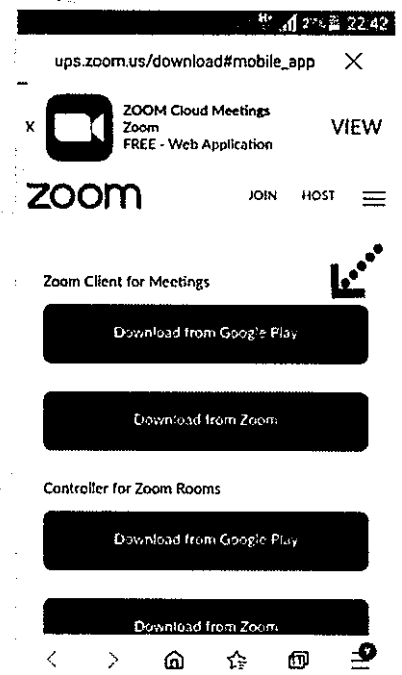 22:42
ups.zoom.us/download#mobile_app
ZOOM Cloud Meetings
Zoom
FREE - Web Application
VIEW
zoom
JOIN HOST
Zoom Client for Meetings
Download from Google Play
Download from Zoom
Controller for Zoom Rooms
Download from Google Play
Download from Zoom